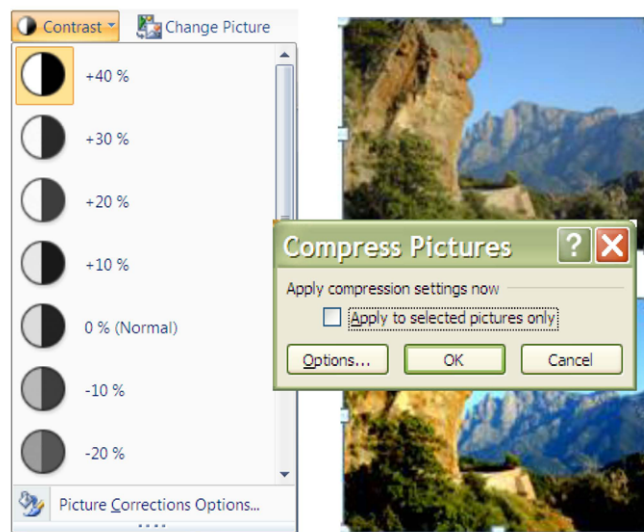 Contrast
Change Picture
+40 %
+30 %
+20 %
+10 %
0 % (Normal)
-10 %
-20 %
Picture Corrections Options...
Compress Pictures
?
Apply compression settings now
Apply to selected pictures only
Options...
OK
Cancel